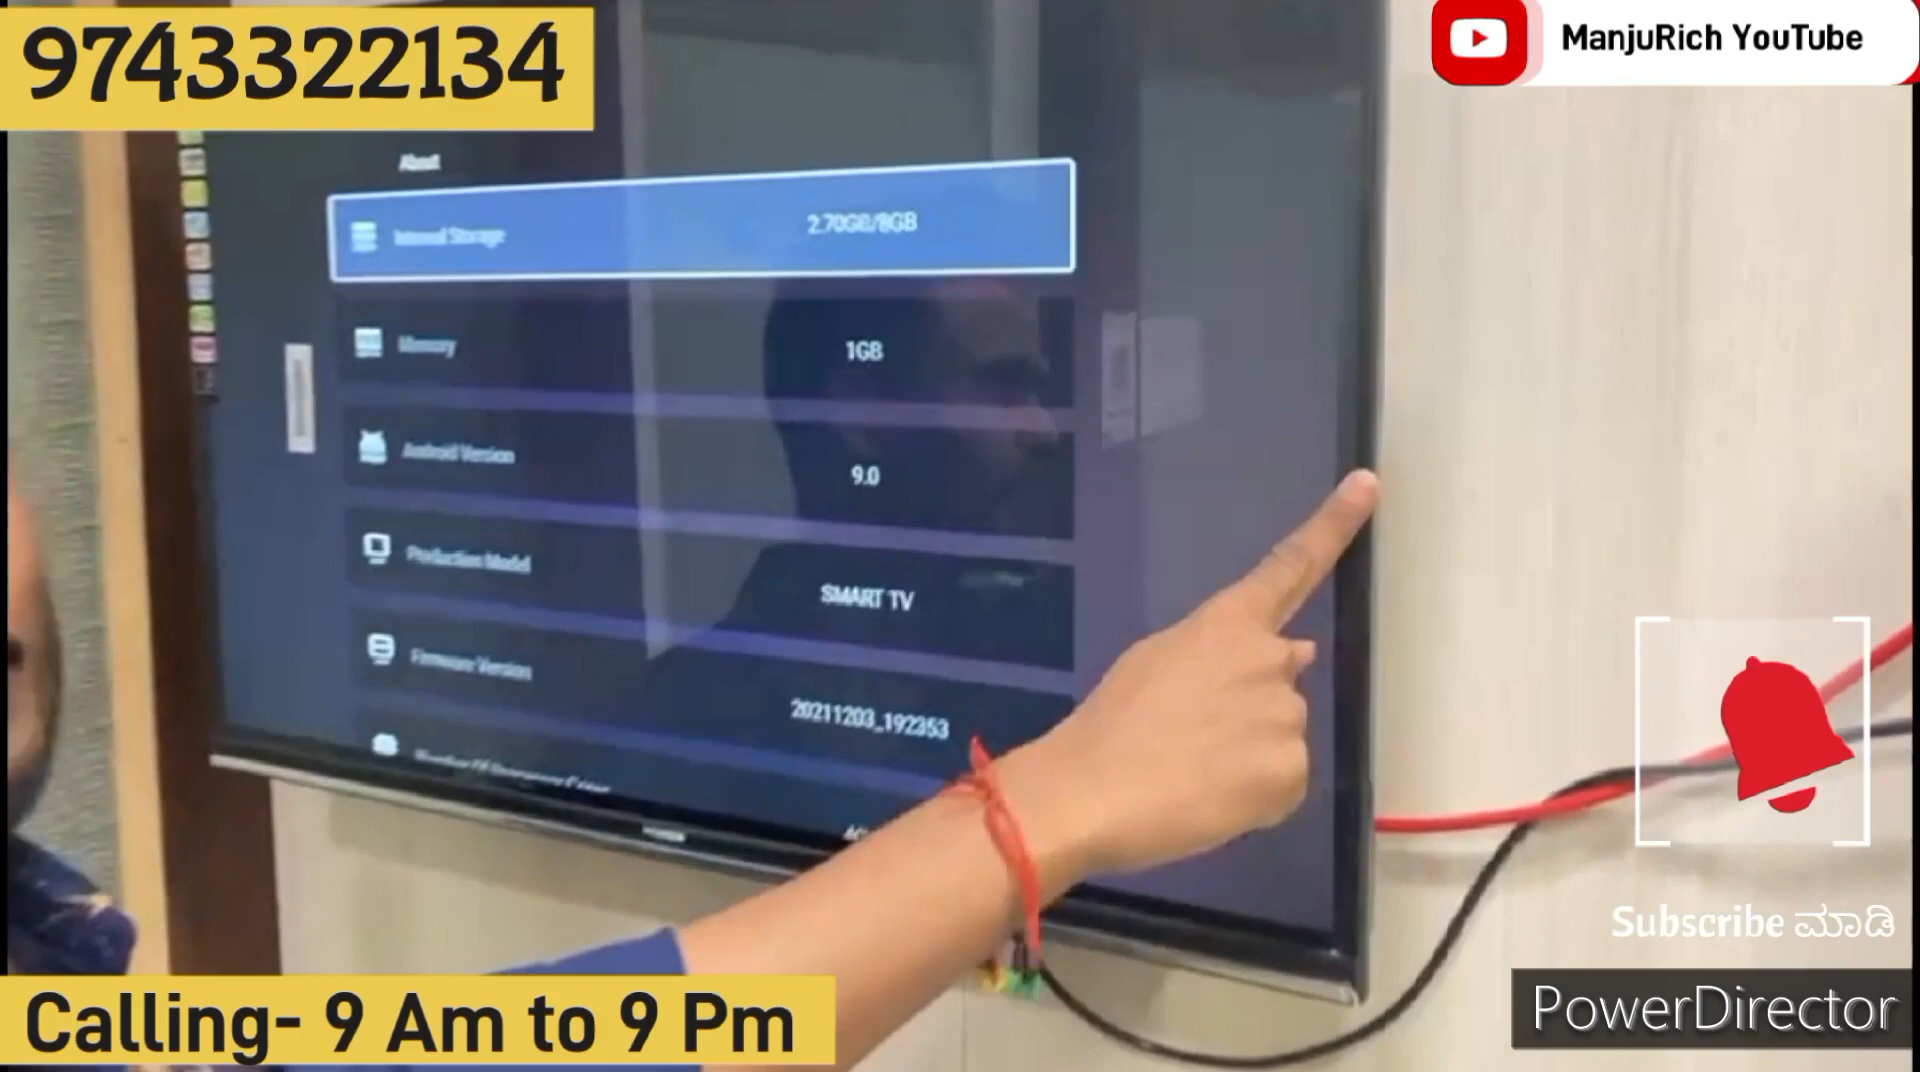 9743322134
ManjuRich YouTube
About
Internal Storage 2.70GB/8GB
Memory 1GB
Android Version 9.0
Production Model SMART TV
Firmware Version 20211203_192353
Subscribe ಮಾಡಿ
PowerDirector
Calling- 9 Am to 9 Pm